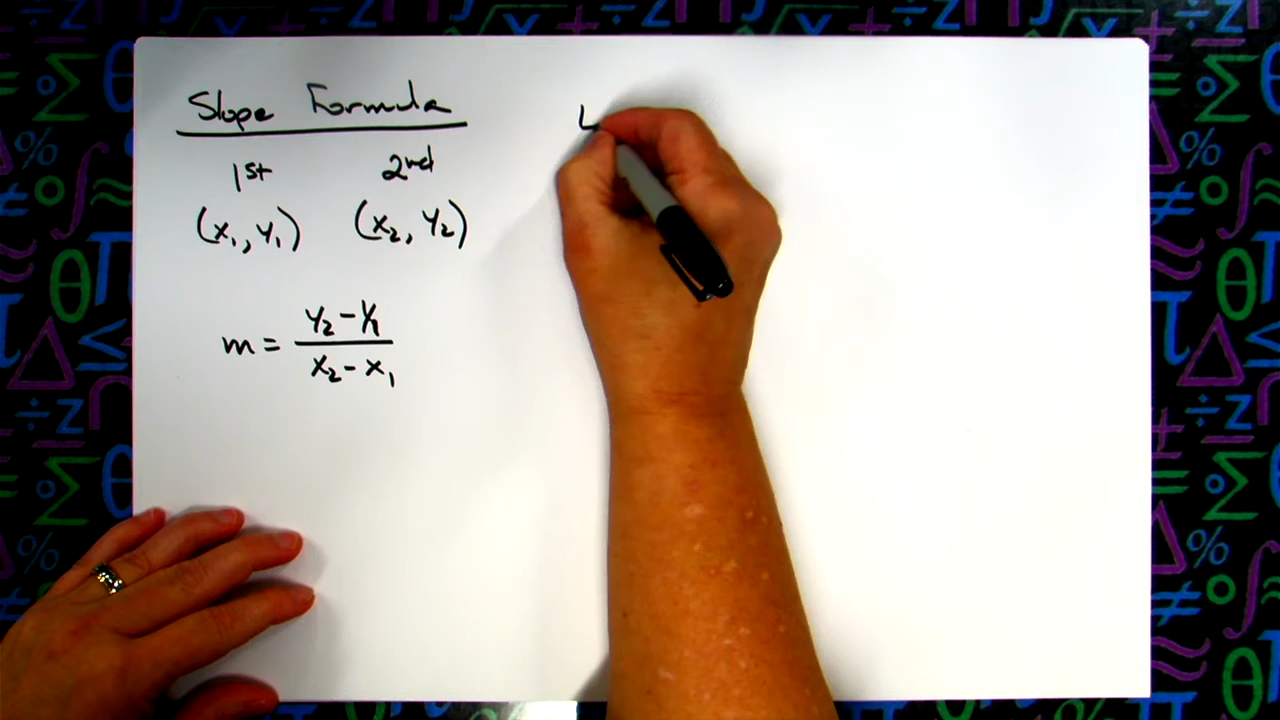 Slope Formula
1st 2nd
(x₁, y₁) (x₂, y₂)
m = (y₂ - y₁) / (x₂ - x₁)